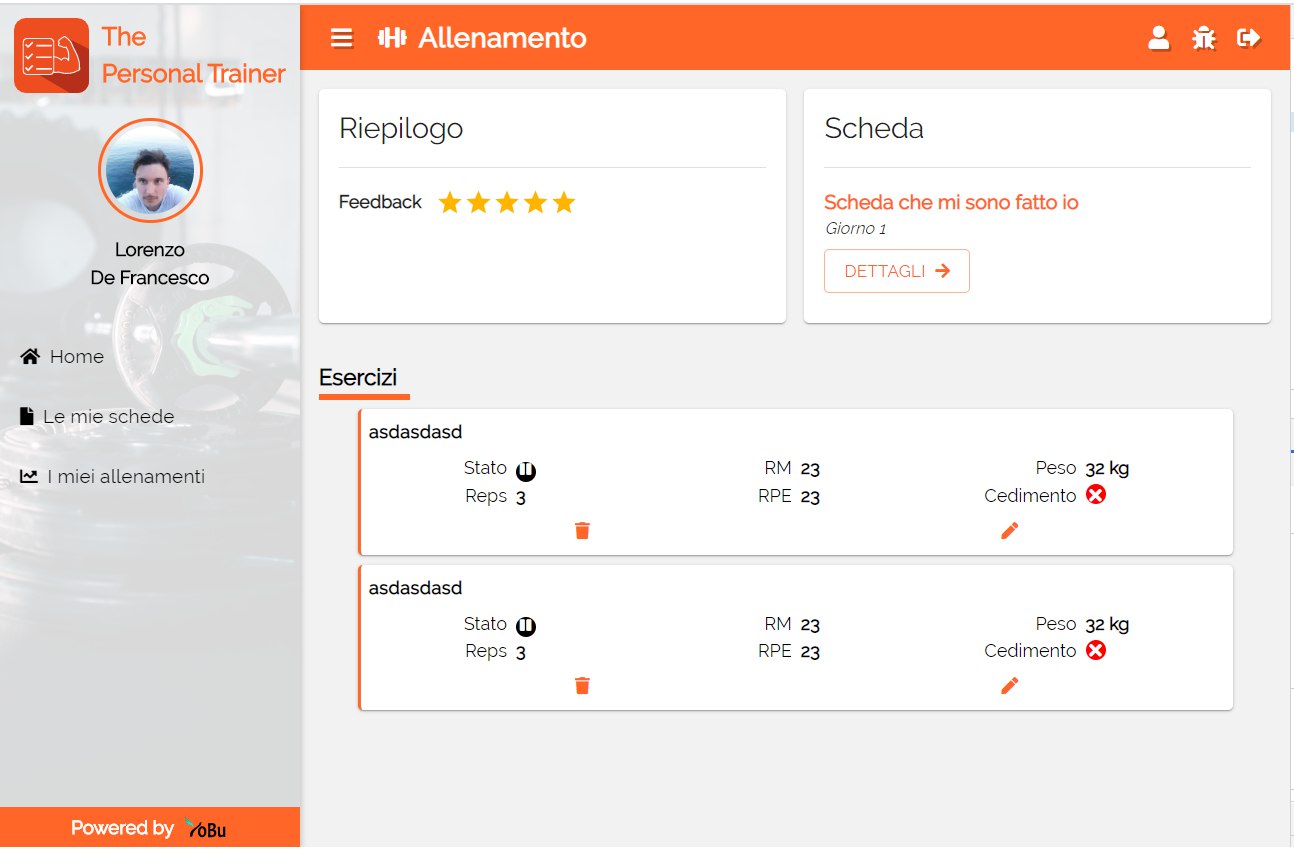 The
Personal Trainer
Lorenzo
De Francesco
Home
Le mie schede
I miei allenamenti
Powered by YoBu
Allenamento
Riepilogo
Feedback
Scheda
Scheda che mi sono fatto io
Giorno 1
DETTAGLI
Esercizi
asdasdasd
Stato RM 23 Peso 32 kg
Reps 3 RPE 23 Cedimento
asdasdasd
Stato RM 23 Peso 32 kg
Reps 3 RPE 23 Cedimento